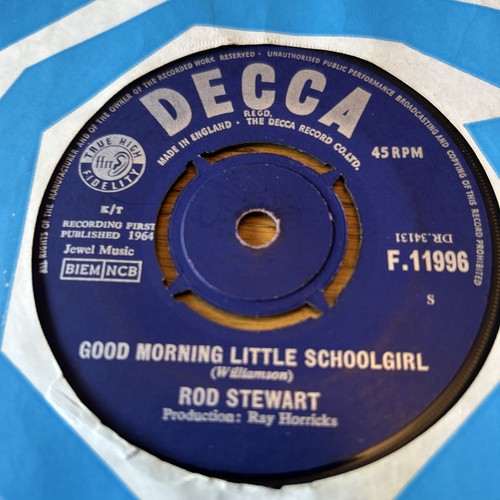 ALL RIGHTS OF THE MANUFACTURER AND OF THE OWNER OF THE RECORDED WORK RESERVED · UNAUTHORISED PUBLIC PERFORMANCE BROADCASTING AND COPYING OF THIS RECORD PROHIBITED
DECCA
REGD.
MADE IN ENGLAND · THE DECCA RECORD CO. LTD.
TRUE HIGH
ffrr
FIDELITY
45 RPM
K/T
RECORDING FIRST
PUBLISHED 1964
Jewel Music
BIEM NCB
DR.34131
F.11996
S
GOOD MORNING LITTLE SCHOOLGIRL
(Williamson)
ROD STEWART
Production: Ray Horricks